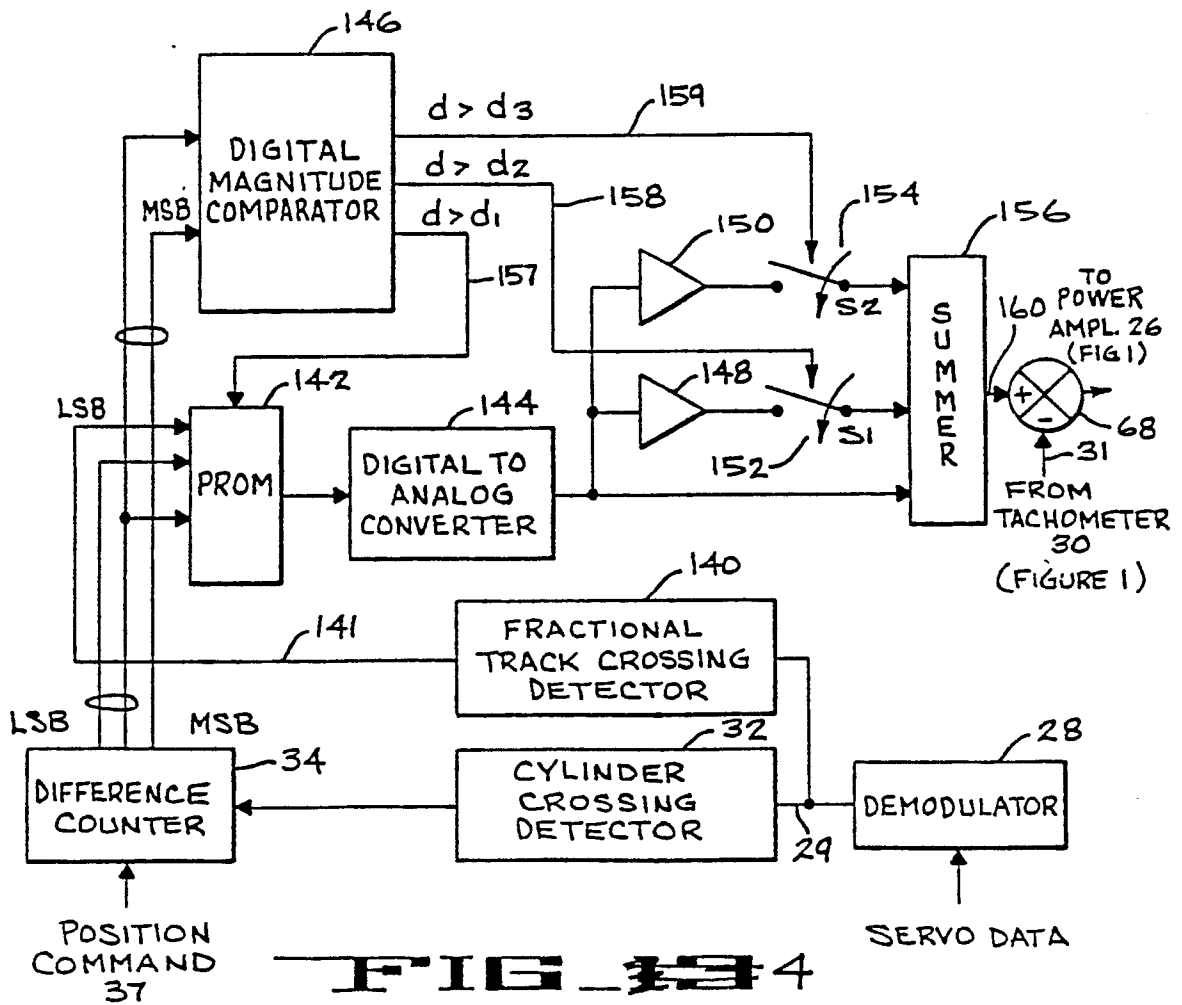 146
DIGITAL
MAGNITUDE
COMPARATOR
MSB
d > d3
159
d > d2
158
d > d1
157
150
154
S2
156
SUMMER
160
TO
POWER
AMPL. 26
(FIG 1)
+
-
68
31
FROM
TACHOMETER
30
(FIGURE 1)
148
S1
152
142
LSB
PROM
144
DIGITAL TO
ANALOG
CONVERTER
140
FRACTIONAL
TRACK CROSSING
DETECTOR
141
LSB
MSB
34
DIFFERENCE
COUNTER
32
CYLINDER
CROSSING
DETECTOR
29
28
DEMODULATOR
POSITION
COMMAND
37
SERVO DATA
FIG_ 4